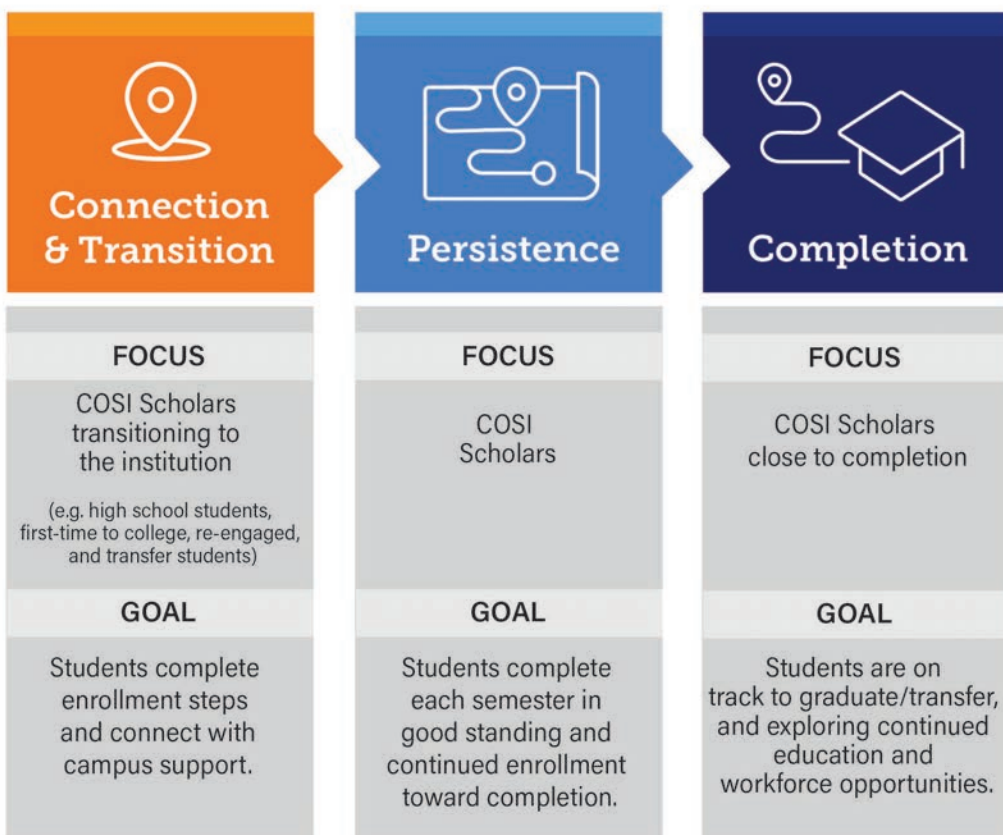 Connection
& Transition
FOCUS
COSI Scholars
transitioning to
the institution
(e.g. high school students,
first-time to college, re-engaged,
and transfer students)
GOAL
Students complete
enrollment steps
and connect with
campus support.
Persistence
FOCUS
COSI
Scholars
GOAL
Students complete
each semester in
good standing and
continued enrollment
toward completion.
Completion
FOCUS
COSI Scholars
close to completion
GOAL
Students are on
track to graduate/transfer,
and exploring continued
education and
workforce opportunities.